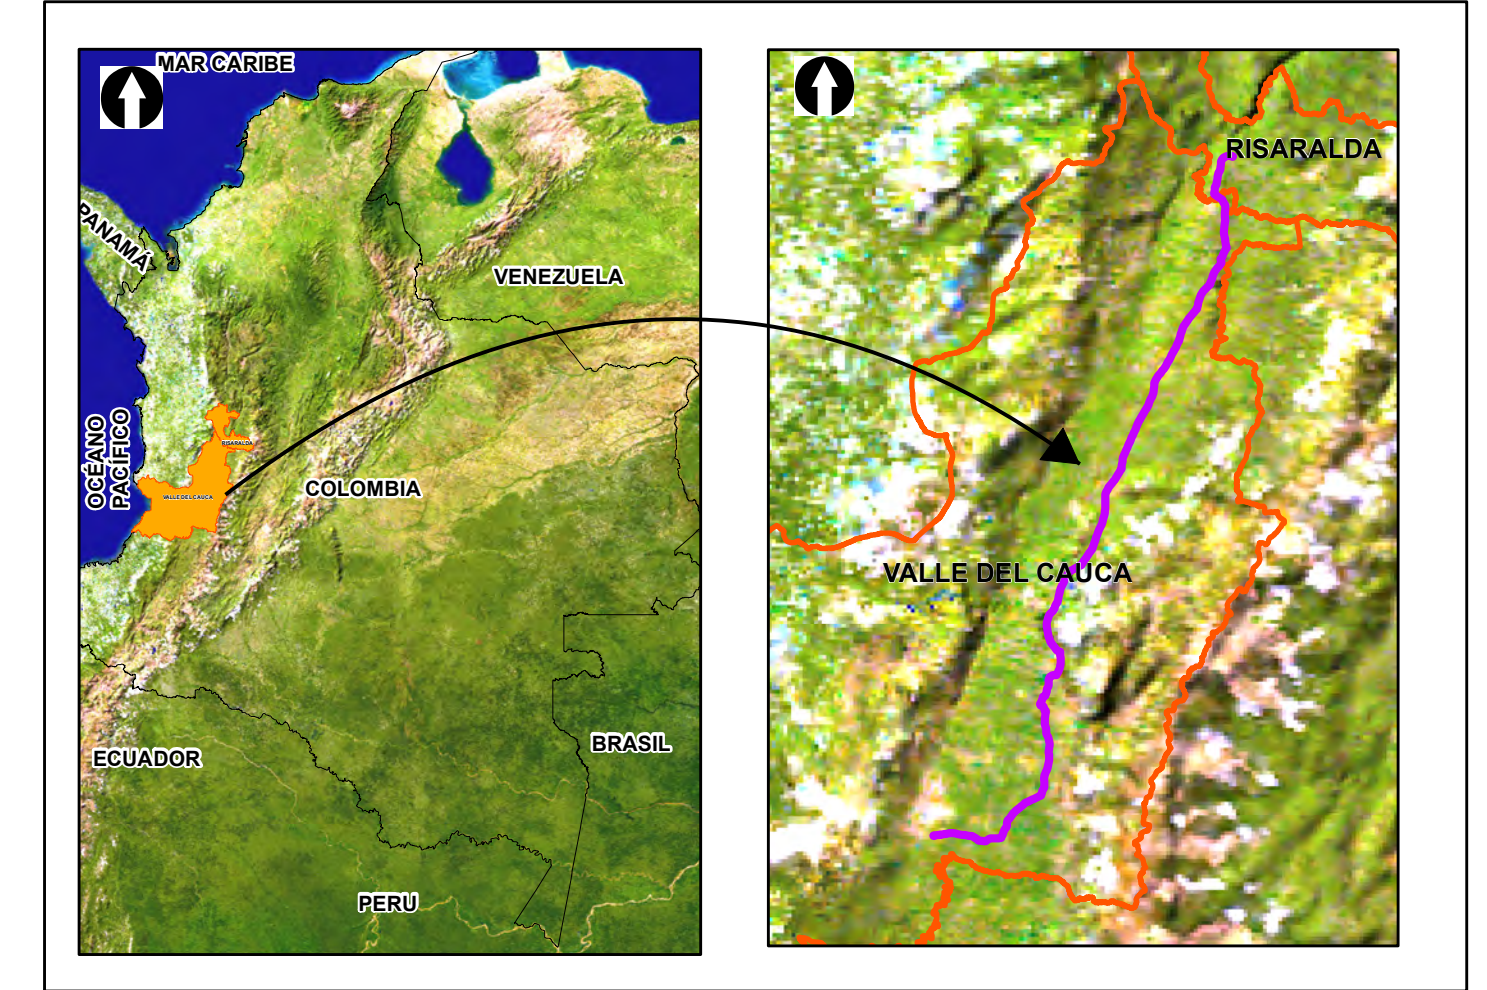 MAR CARIBE
PANAMÁ
VENEZUELA
OCÉANO
PACÍFICO
RISARALDA
VALLE DEL CAUCA
COLOMBIA
ECUADOR
BRASIL
PERU
RISARALDA
VALLE DEL CAUCA